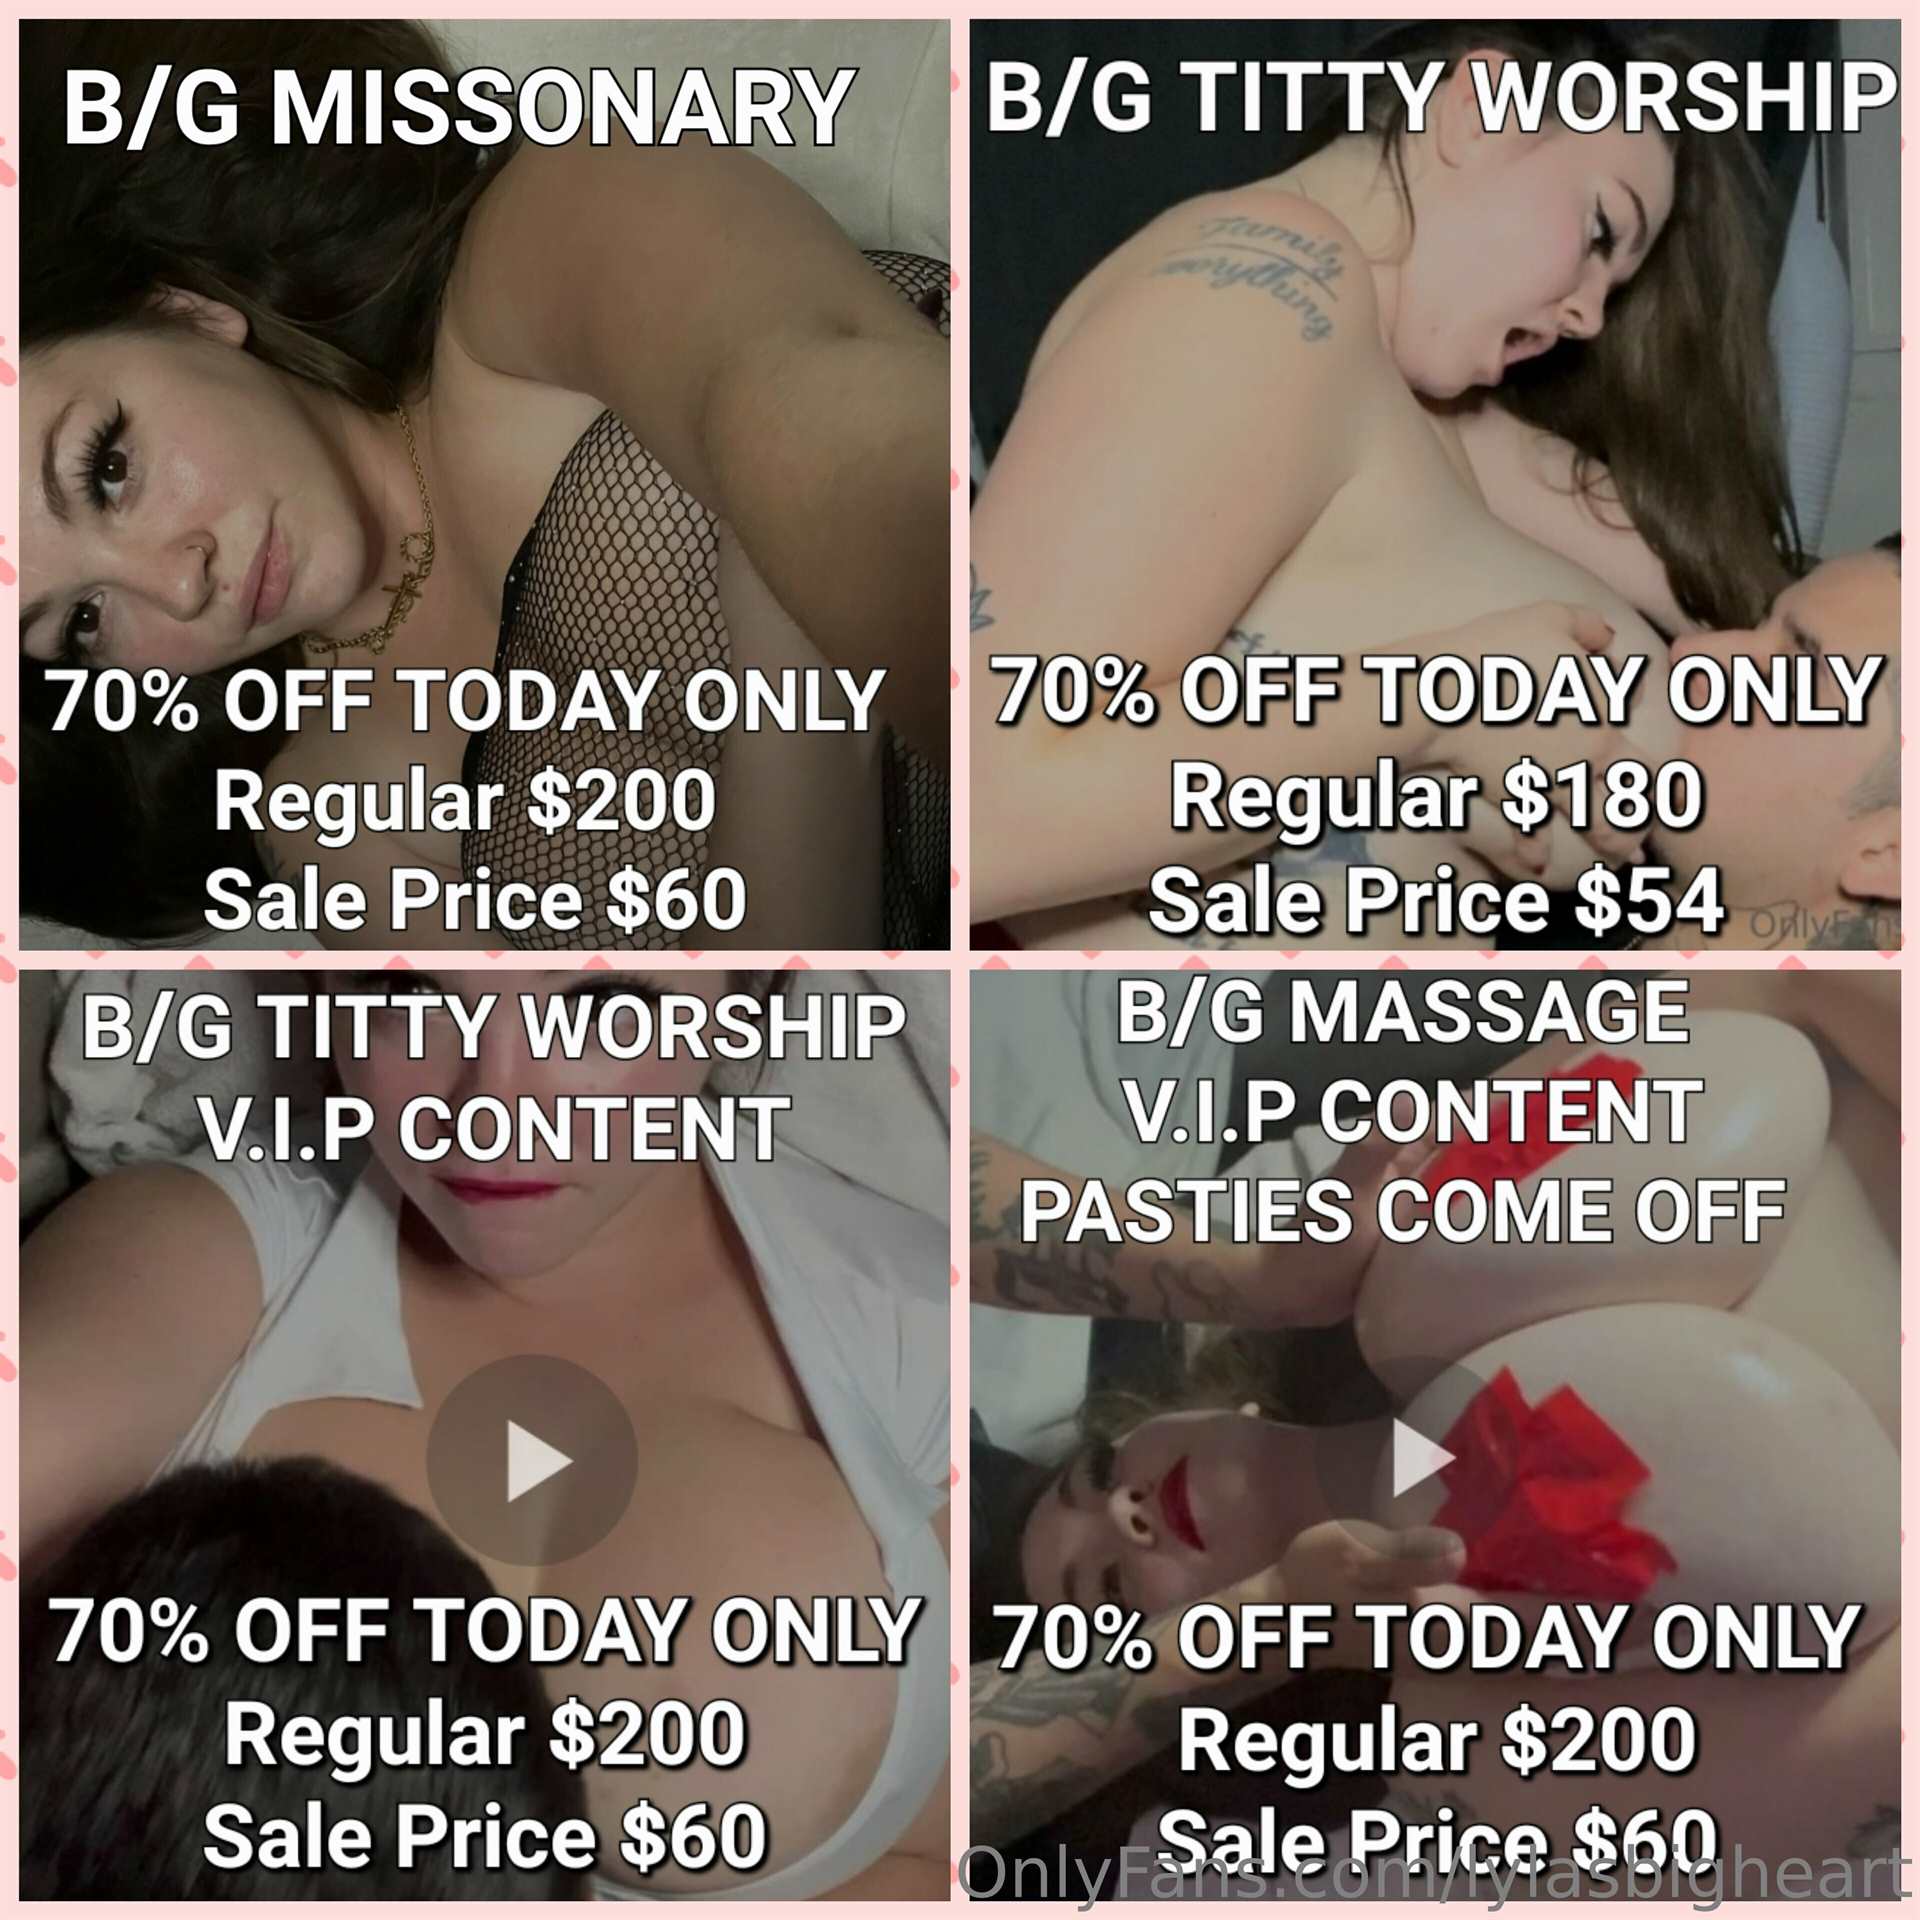 B/G MISSONARY
70% OFF TODAY ONLY
Regular $200
Sale Price $60
B/G TITTY WORSHIP
Family
70% OFF TODAY ONLY
Regular $180
Sale Price $54
OnlyFans
B/G TITTY WORSHIP
V.I.P CONTENT
70% OFF TODAY ONLY
Regular $200
Sale Price $60
B/G MASSAGE
V.I.P CONTENT
PASTIES COME OFF
70% OFF TODAY ONLY
Regular $200
Sale Price $60
OnlyFans.com/lylasbigheart